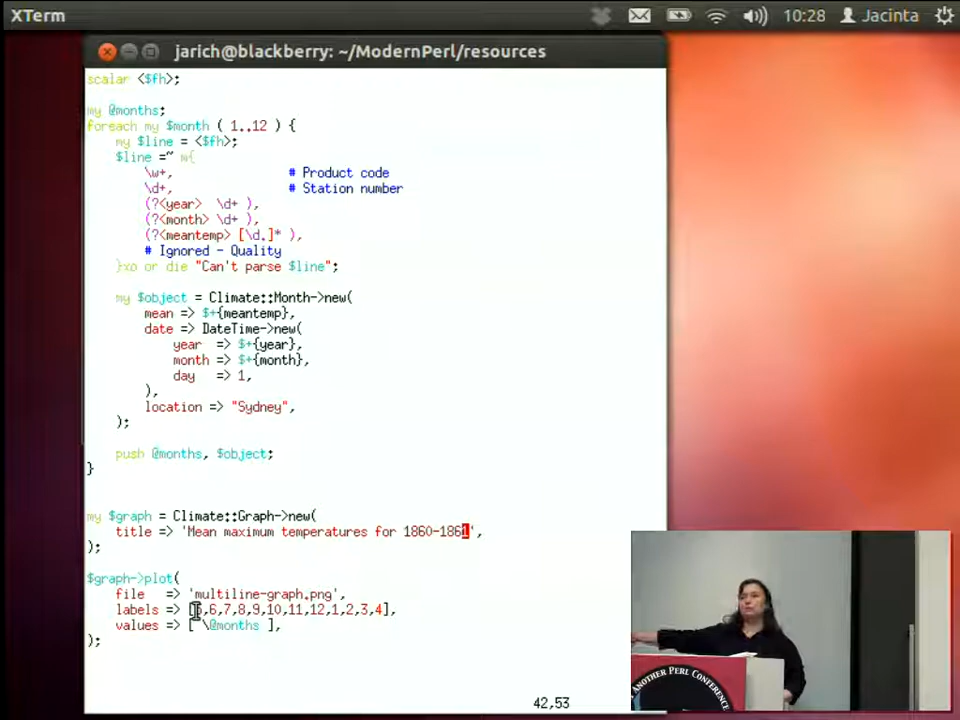 XTerm
10:28 Jacinta
jarich@blackberry: ~/ModernPerl/resources
scalar <$fh>;
my @months;
foreach my $month ( 1..12 ) {
my $line = <$fh>;
$line =~ m{
\w+, # Product code
\d+, # Station number
(?<year> \d+ ),
(?<month> \d+ ),
(?<meantemp> [\d.]* ),
# Ignored - Quality
}xo or die "Can't parse $line";
my $object = Climate::Month->new(
mean => $+{meantemp},
date => DateTime->new(
year => $+{year},
month => $+{month},
day => 1,
),
location => "Sydney",
);
push @months, $object;
}
my $graph = Climate::Graph->new(
title => 'Mean maximum temperatures for 1860-1861',
);
$graph->plot(
file => 'multiline-graph.png',
labels => [5,6,7,8,9,10,11,12,1,2,3,4],
values => [ \@months ],
);
42,53
ANOTHER PERL CONFERENCE